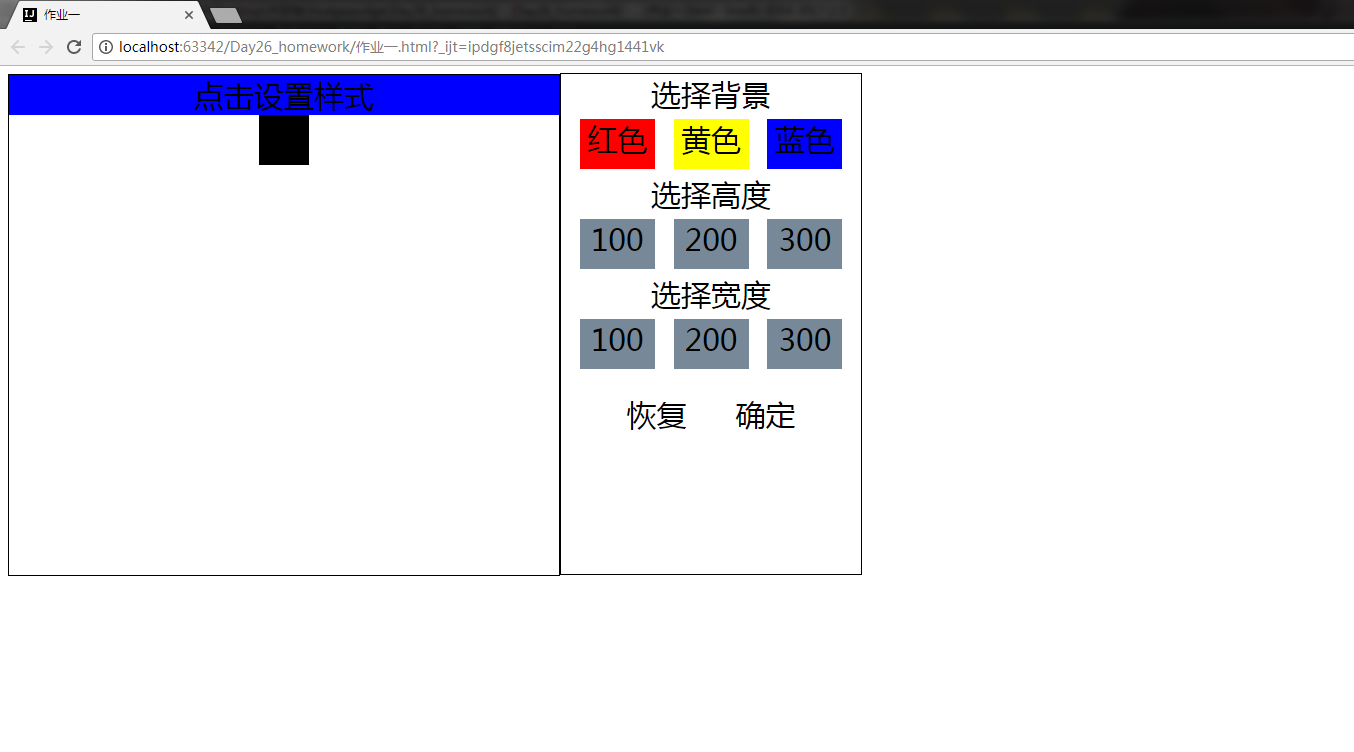 作业一
localhost:63342/Day26_homework/作业一.html?_ijt=ipdgf8jetsscim22g4hg1441vk
点击设置样式
选择背景
红色 黄色 蓝色
选择高度
100 200 300
选择宽度
100 200 300
恢复 确定